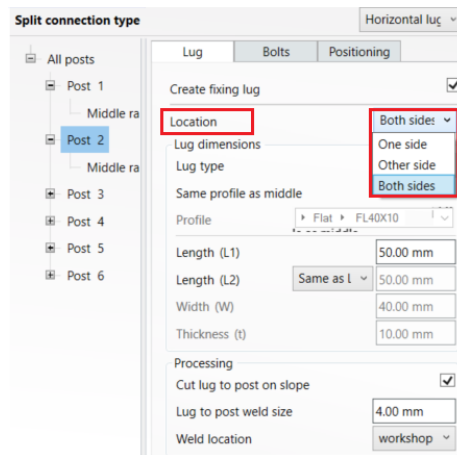 Split connection type Horizontal lug
All posts
Post 1
Middle ra
Post 2
Middle ra
Post 3
Post 4
Post 5
Post 6
Lug Bolts Positioning
Create fixing lug
Location Both sides
One side
Other side
Both sides
Lug dimensions
Lug type
Same profile as middle
Profile Flat FL40X10
Length (L1) 50.00 mm
Length (L2) Same as L 50.00 mm
Width (W) 40.00 mm
Thickness (t) 10.00 mm
Processing
Cut lug to post on slope
Lug to post weld size 4.00 mm
Weld location workshop